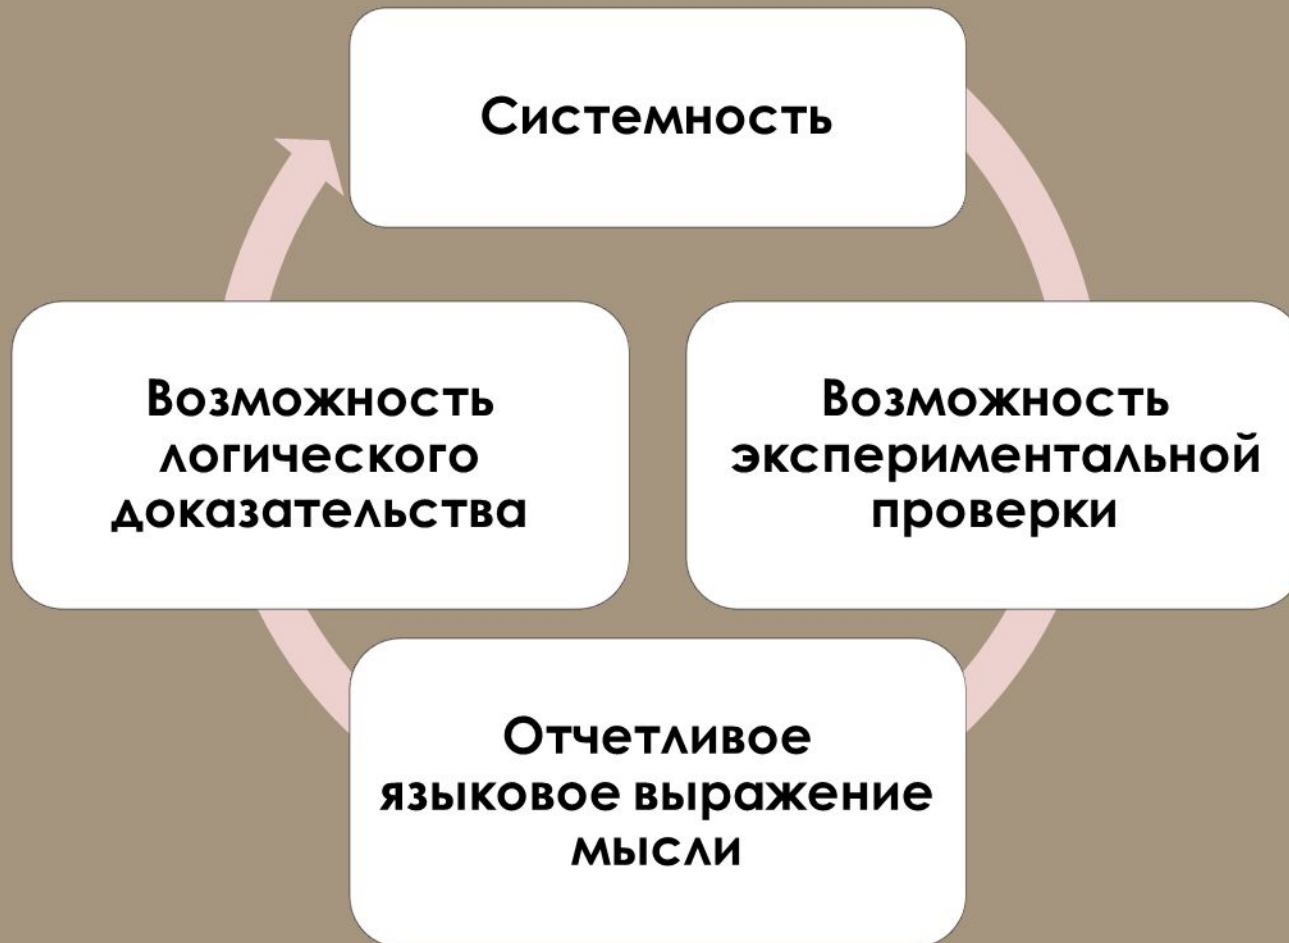 Системность
Возможность
логического
доказательства
Возможность
экспериментальной
проверки
Отчетливое
языковое выражение
мысли